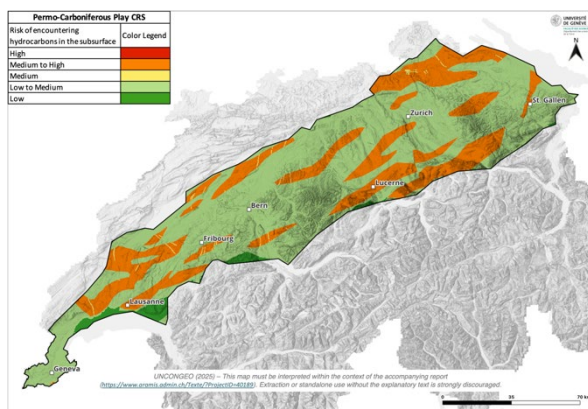 Permo-Carboniferous Play CRS
Risk of encountering
hydrocarbons in the subsurface
Color Legend
High
Medium to High
Medium
Low to Medium
Low
UNIVERSITÉ
DE GENÈVE
N
St. Gallen
Zurich
Lucerne
Bern
Fribourg
Lausanne
Geneva
UNCONGEO (2025) – This map must be interpreted within the context of the accompanying report
(https://www.aramis.admin.ch/Texte/?ProjectID=40189). Extraction or standalone use without the explanatory text is strongly discouraged.
0 35 70